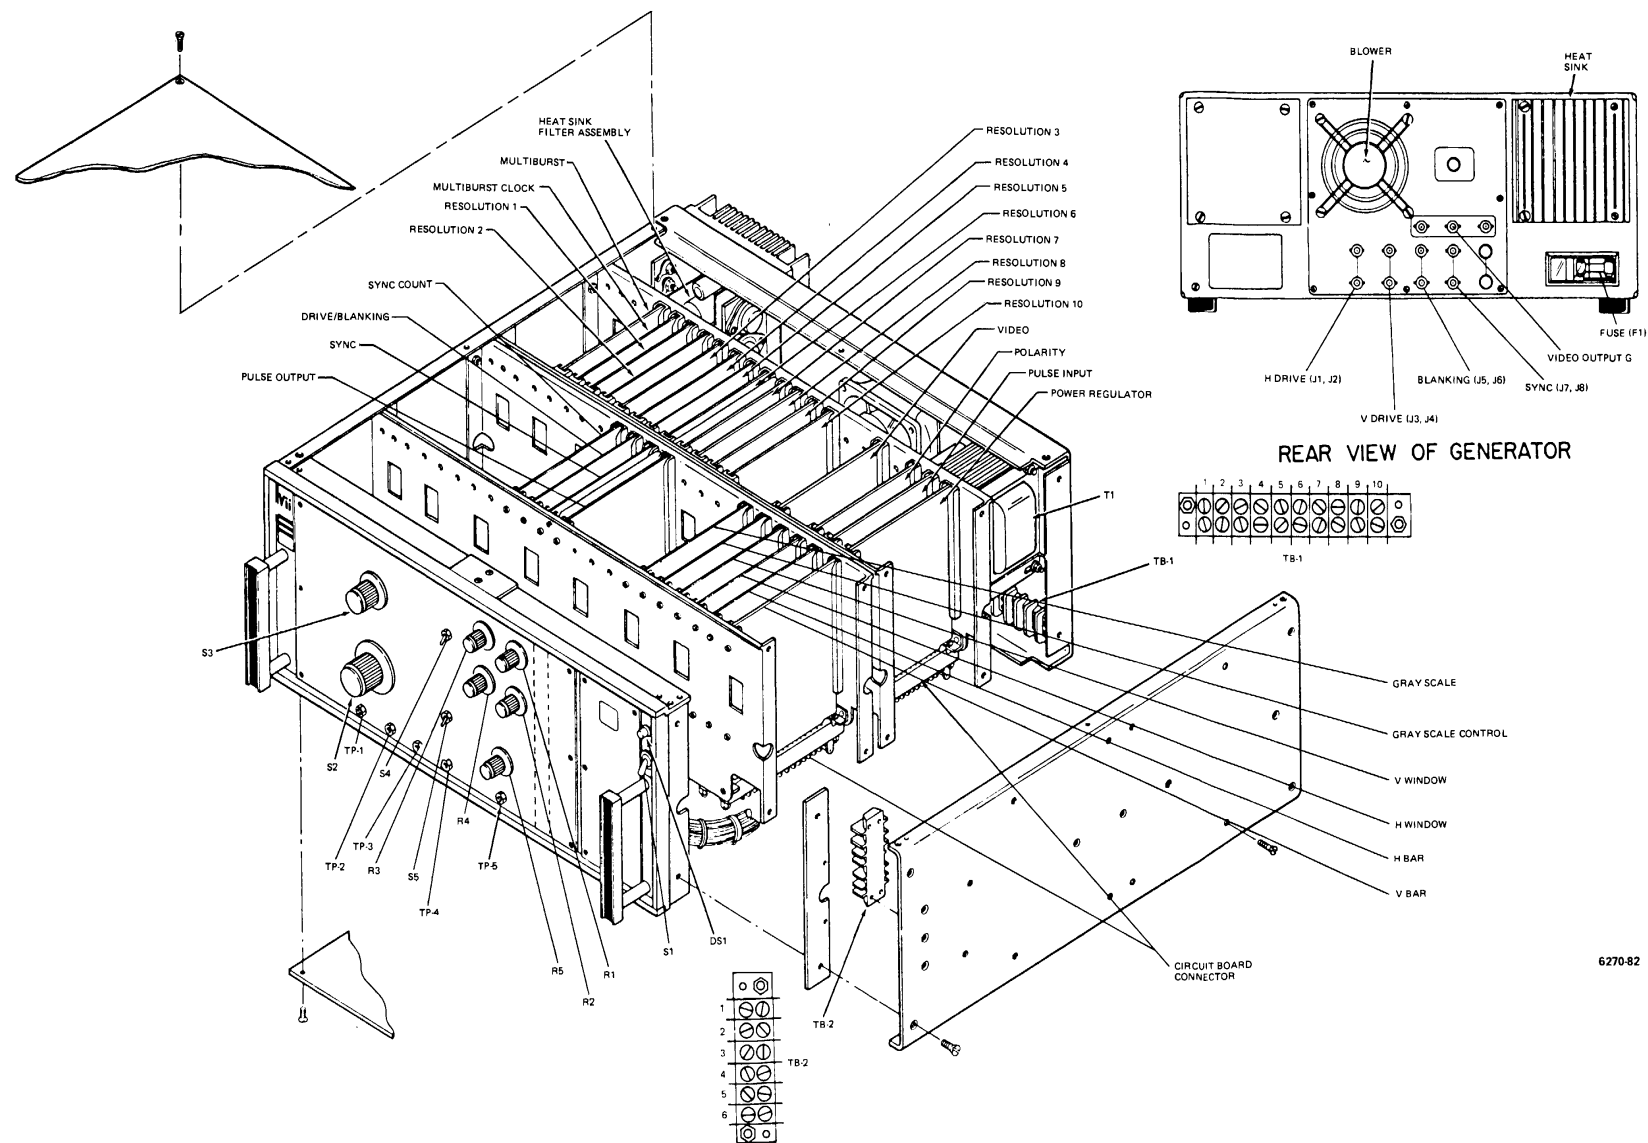 BLOWER
HEAT
SINK
FUSE (F1)
VIDEO OUTPUT G
SYNC (J7, J8)
BLANKING (J5, J6)
H DRIVE (J1, J2)
V DRIVE (J3, J4)
REAR VIEW OF GENERATOR
1 2 3 4 5 6 7 8 9 10
TB-1
HEAT SINK
FILTER ASSEMBLY
MULTIBURST
MULTIBURST CLOCK
RESOLUTION 1
RESOLUTION 2
SYNC COUNT
DRIVE/BLANKING
SYNC
PULSE OUTPUT
RESOLUTION 3
RESOLUTION 4
RESOLUTION 5
RESOLUTION 6
RESOLUTION 7
RESOLUTION 8
RESOLUTION 9
RESOLUTION 10
VIDEO
POLARITY
PULSE INPUT
POWER REGULATOR
T1
TB-1
GRAY SCALE
GRAY SCALE CONTROL
V WINDOW
H WINDOW
H BAR
V BAR
CIRCUIT BOARD
CONNECTOR
S3
S2
TP-1
S4
TP-2
TP-3
R3
S5
R4
TP-4
TP-5
R5
R2
R1
S1
DS1
TB-2
1
2
3
4
5
6
TB-2
6270-82